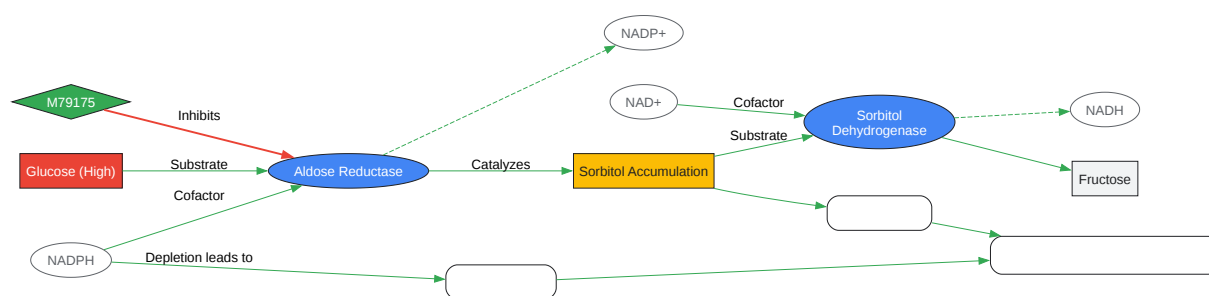 NADP+
M79175
NAD+
Cofactor
NADH
Inhibits
Sorbitol
Dehydrogenase
Substrate
Glucose (High)
Substrate
Aldose Reductase
Catalyzes
Sorbitol Accumulation
Fructose
Cofactor
NADPH
Depletion leads to